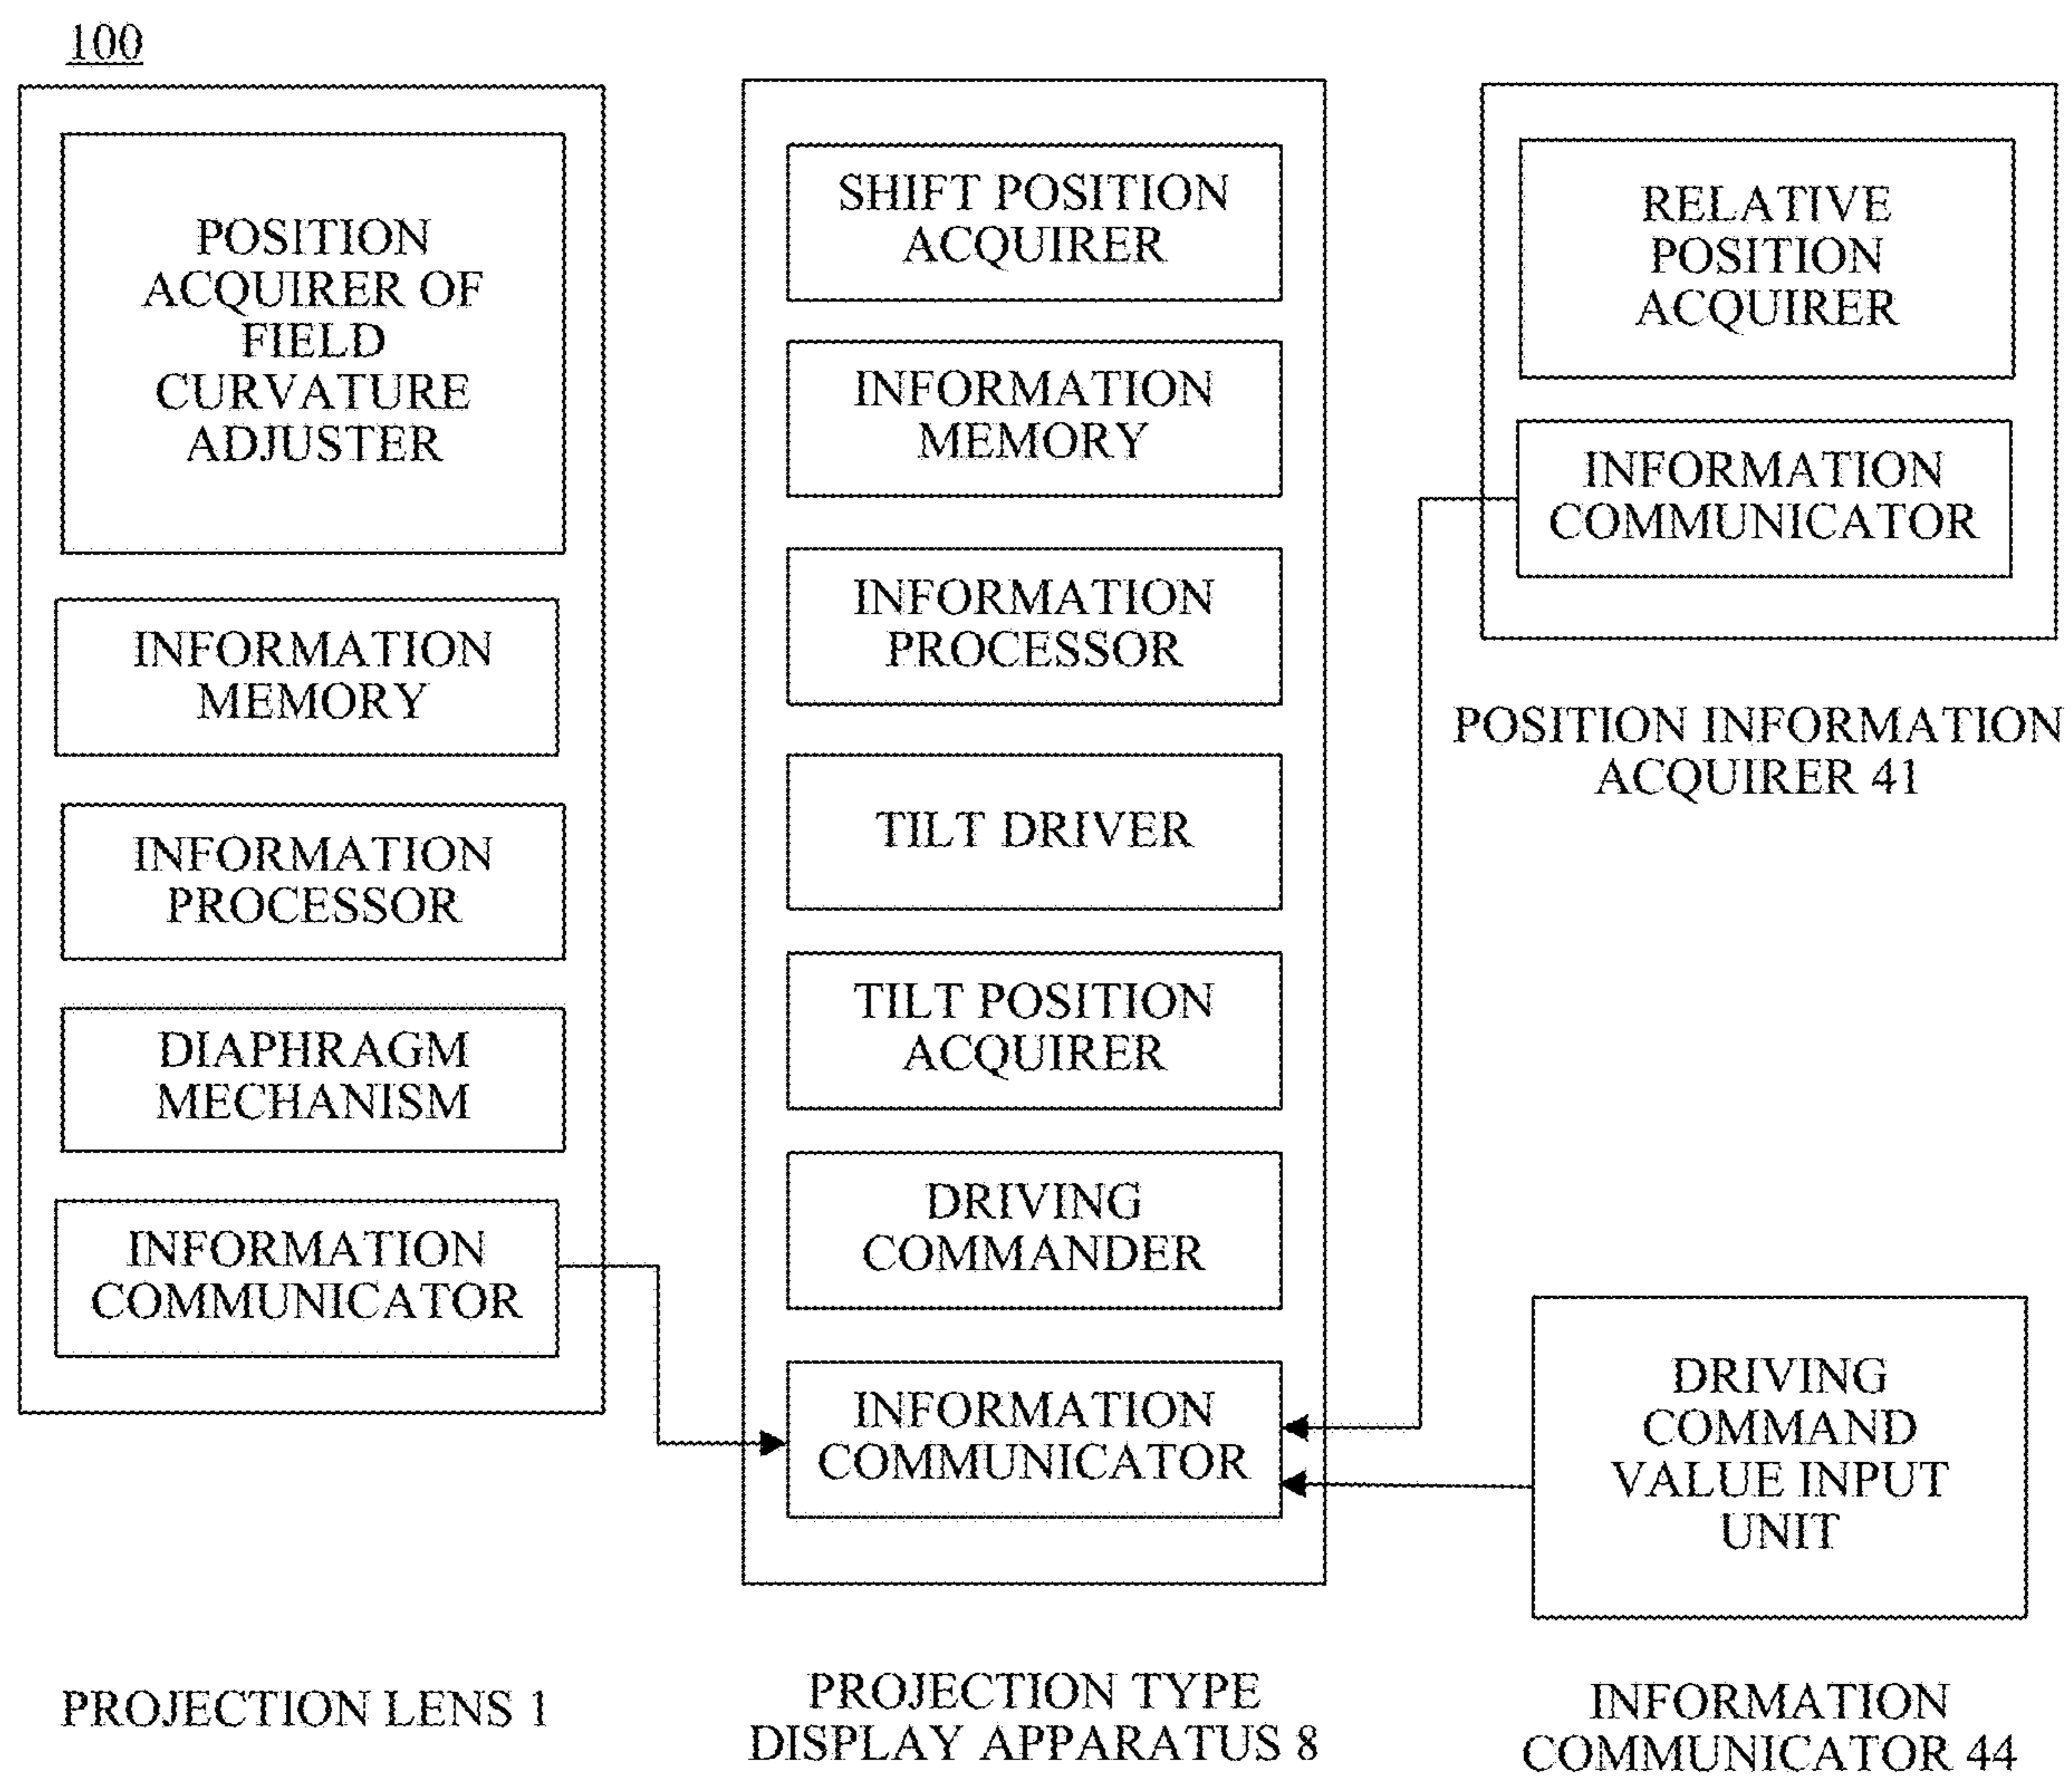 100
POSITION
ACQUIRER OF
FIELD
CURVATURE
ADJUSTER
INFORMATION
MEMORY
INFORMATION
PROCESSOR
DIAPHRAGM
MECHANISM
INFORMATION
COMMUNICATOR
PROJECTION LENS 1
SHIFT POSITION
ACQUIRER
INFORMATION
MEMORY
INFORMATION
PROCESSOR
TILT DRIVER
TILT POSITION
ACQUIRER
DRIVING
COMMANDER
INFORMATION
COMMUNICATOR
PROJECTION TYPE
DISPLAY APPARATUS 8
RELATIVE
POSITION
ACQUIRER
INFORMATION
COMMUNICATOR
POSITION INFORMATION
ACQUIRER 41
DRIVING
COMMAND
VALUE INPUT
UNIT
INFORMATION
COMMUNICATOR 44